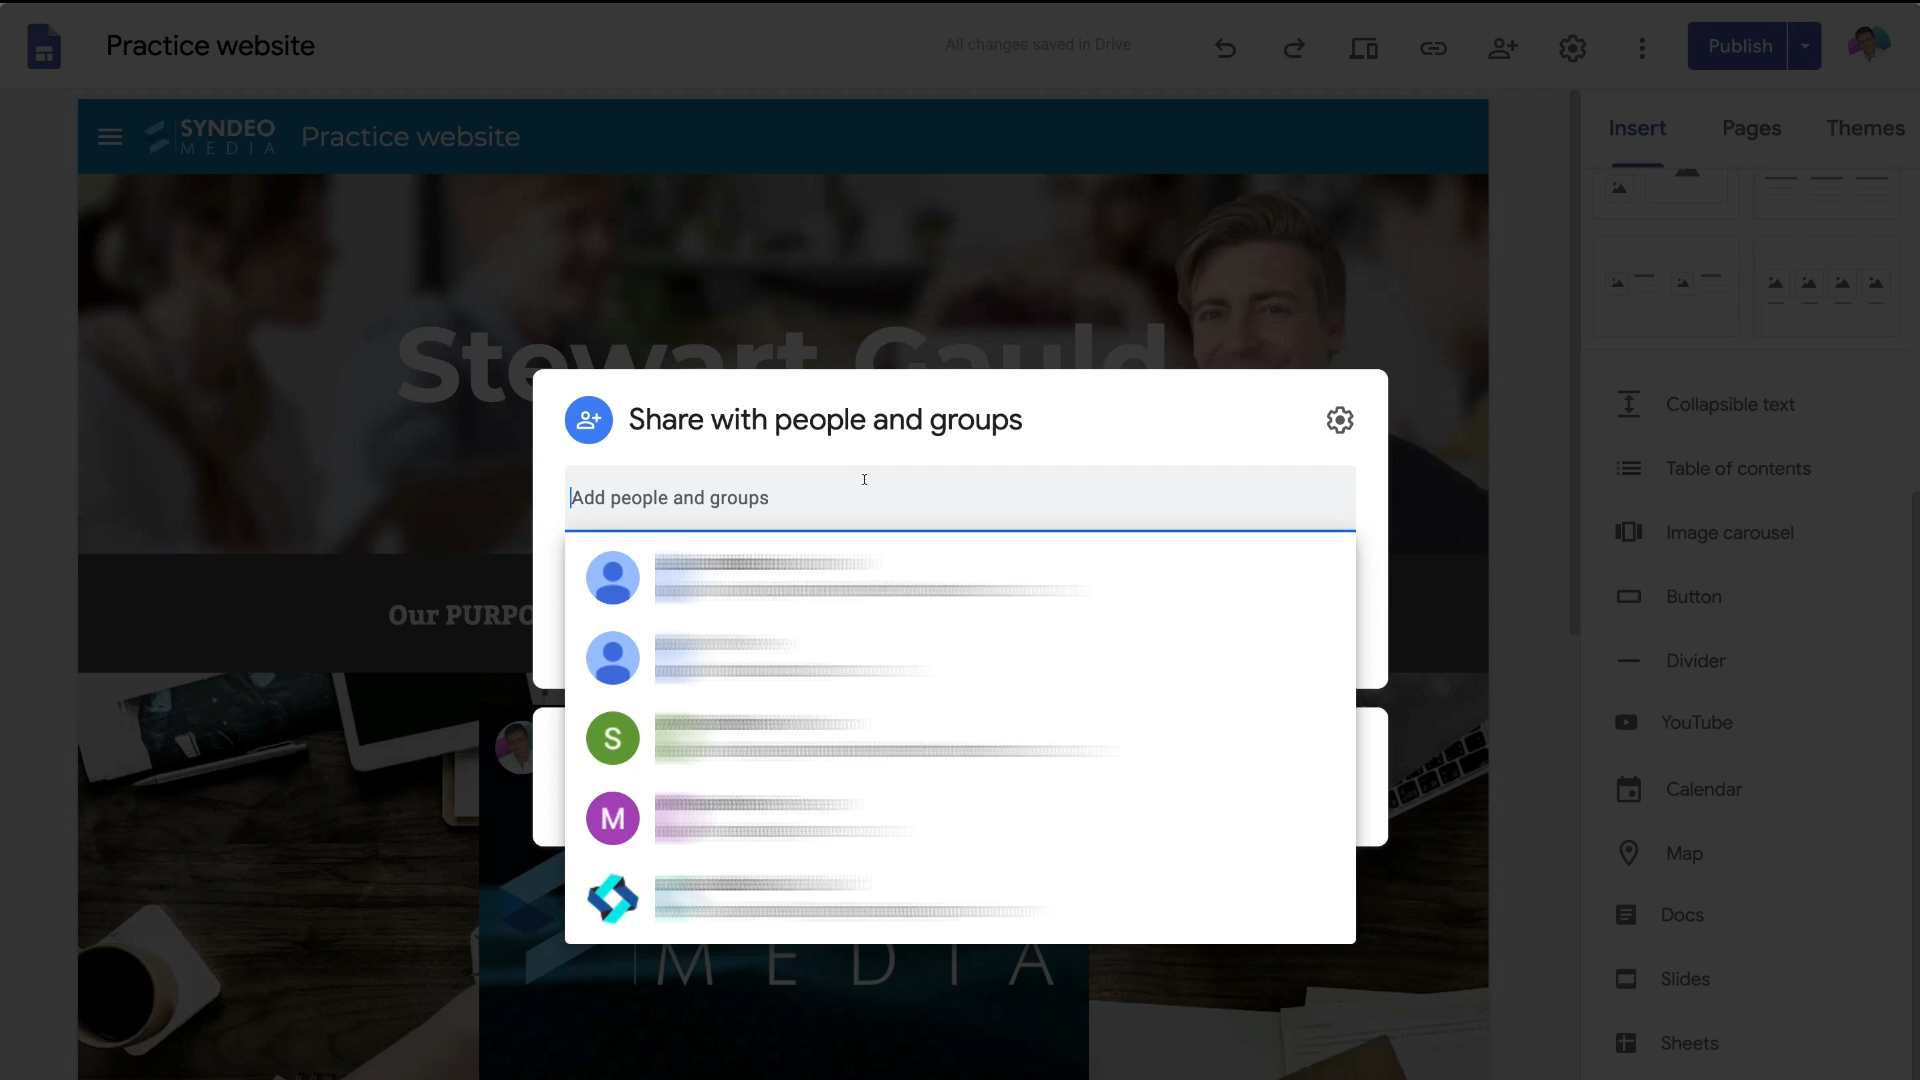 Practice website
All changes saved in Drive
Publish
SYNDEO
MEDIA
Practice website
Insert
Pages
Themes
Stewart Gauld
Share with people and groups
Add people and groups
Our PURPO
S
M
MEDIA
Collapsible text
Table of contents
Image carousel
Button
Divider
YouTube
Calendar
Map
Docs
Slides
Sheets